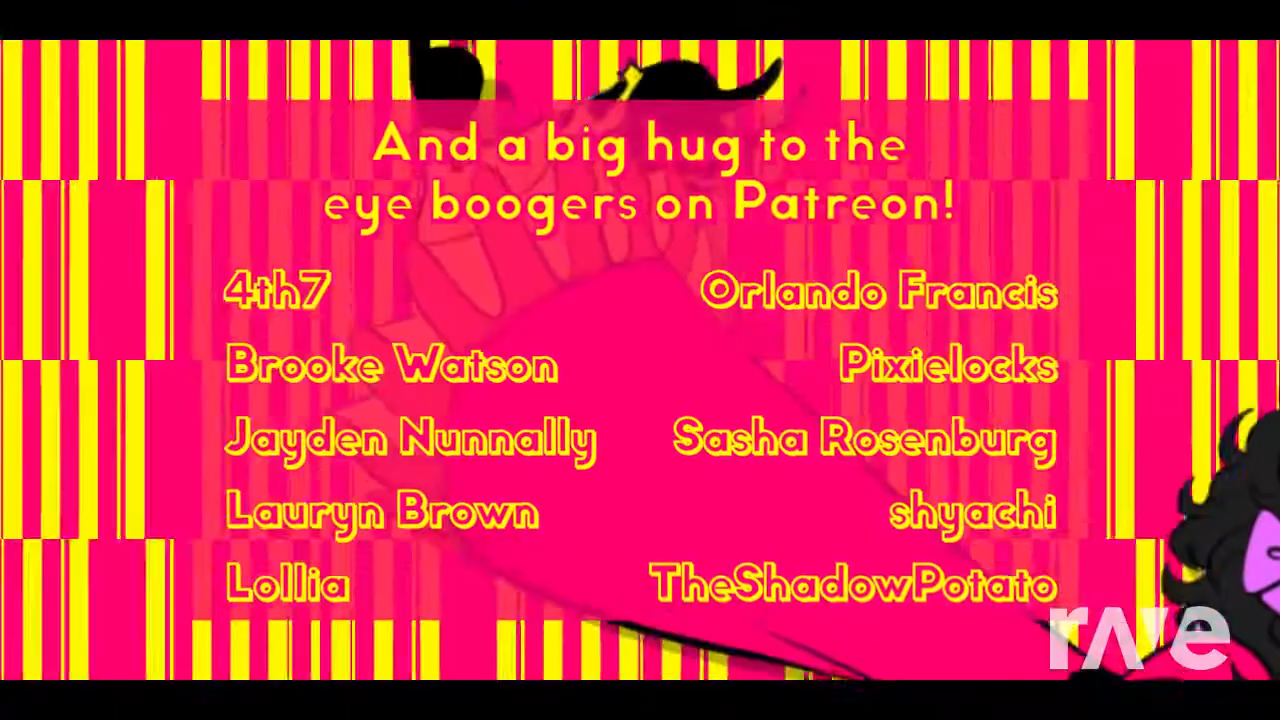 And a big hug to the
eye boogers on Patreon!
4th7
Orlando Francis
Brooke Watson
Pixielocks
Jayden Nunnally
Sasha Rosenburg
Lauryn Brown
shyachi
Lollia
TheShadowPotato
rave